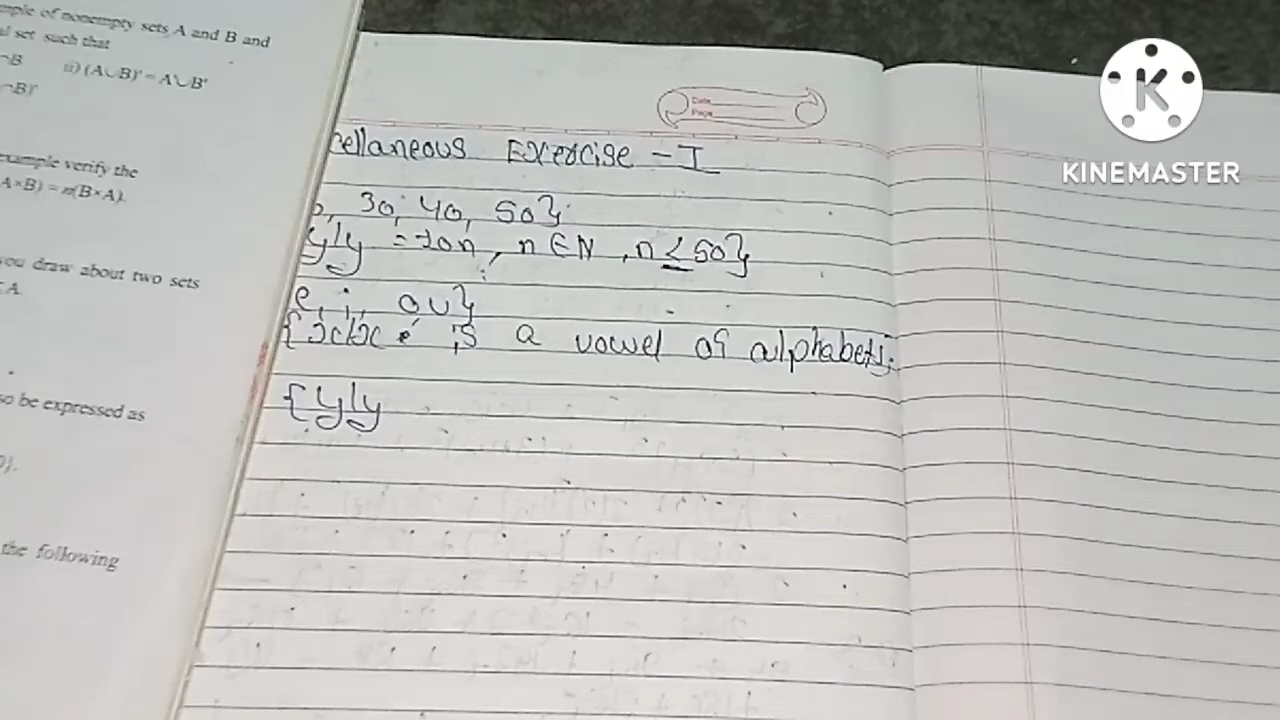 mple of nonempty sets A and B and
al set such that
∩B ii) (A∪B)' = A'∪B'
∩B)'
example verify the
A×B) = n(B×A).
you draw about two sets
A
so be expressed as
the following
Date
Page
cellaneous Exercise - I
, 30, 40, 50}
y|y = 10n, n ∈ N, n ≤ 50}
e, i, o u}
{x|x is a vowel of alphabets}
{y|y
KINEMASTER